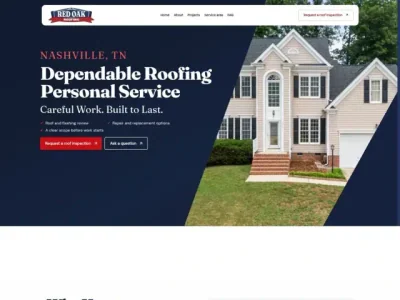 RED OAK
Home About Projects Service area FAQ
Request a roof inspection
NASHVILLE, TN
Dependable Roofing
Personal Service
Careful Work. Built to Last.
Roof and flashing review
Repair and replacement options
A clear scope before work starts
Request a roof inspection
Ask a question